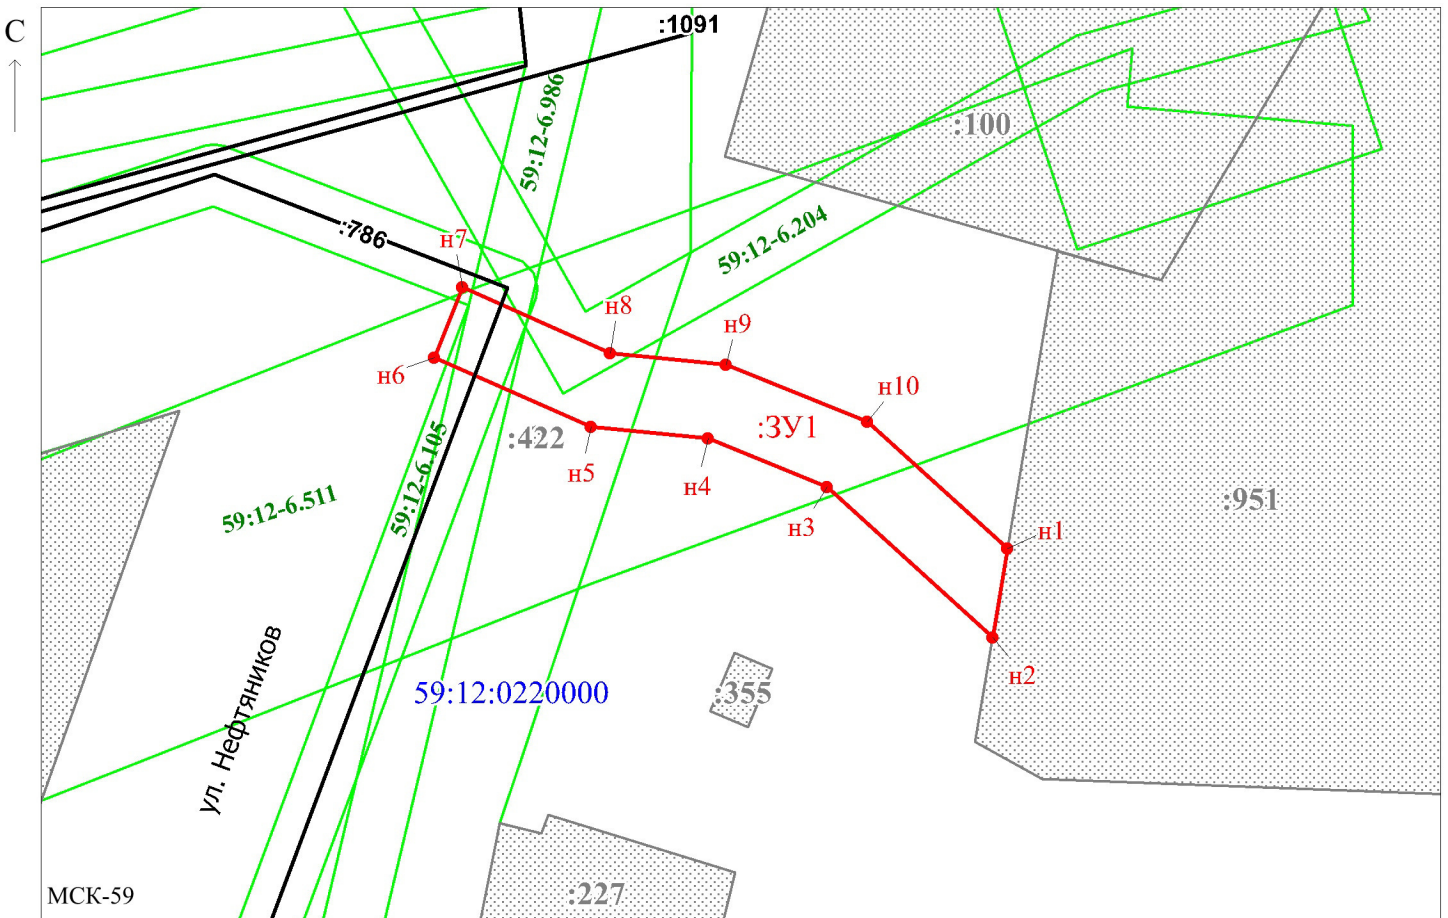 С
:1091
59:12-6.986
:100
59:12-6.204
:786
н7
н8
н9
н6
н10
:ЗУ1
:422
н5
н4
н3
59:12-6.105
59:12-6.511
:951
н1
н2
ул. Нефтяников
59:12:0220000
:355
МСК-59
:227